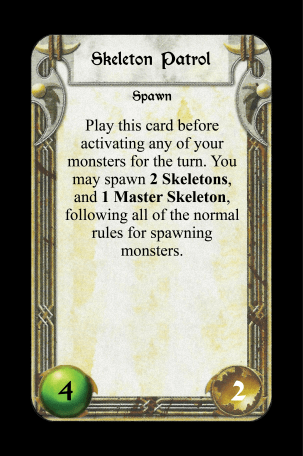 Skeleton Patrol
Spawn
Play this card before
activating any of your
monsters for the turn. You
may spawn 2 Skeletons,
and 1 Master Skeleton,
following all of the normal
rules for spawning
monsters.
4
2